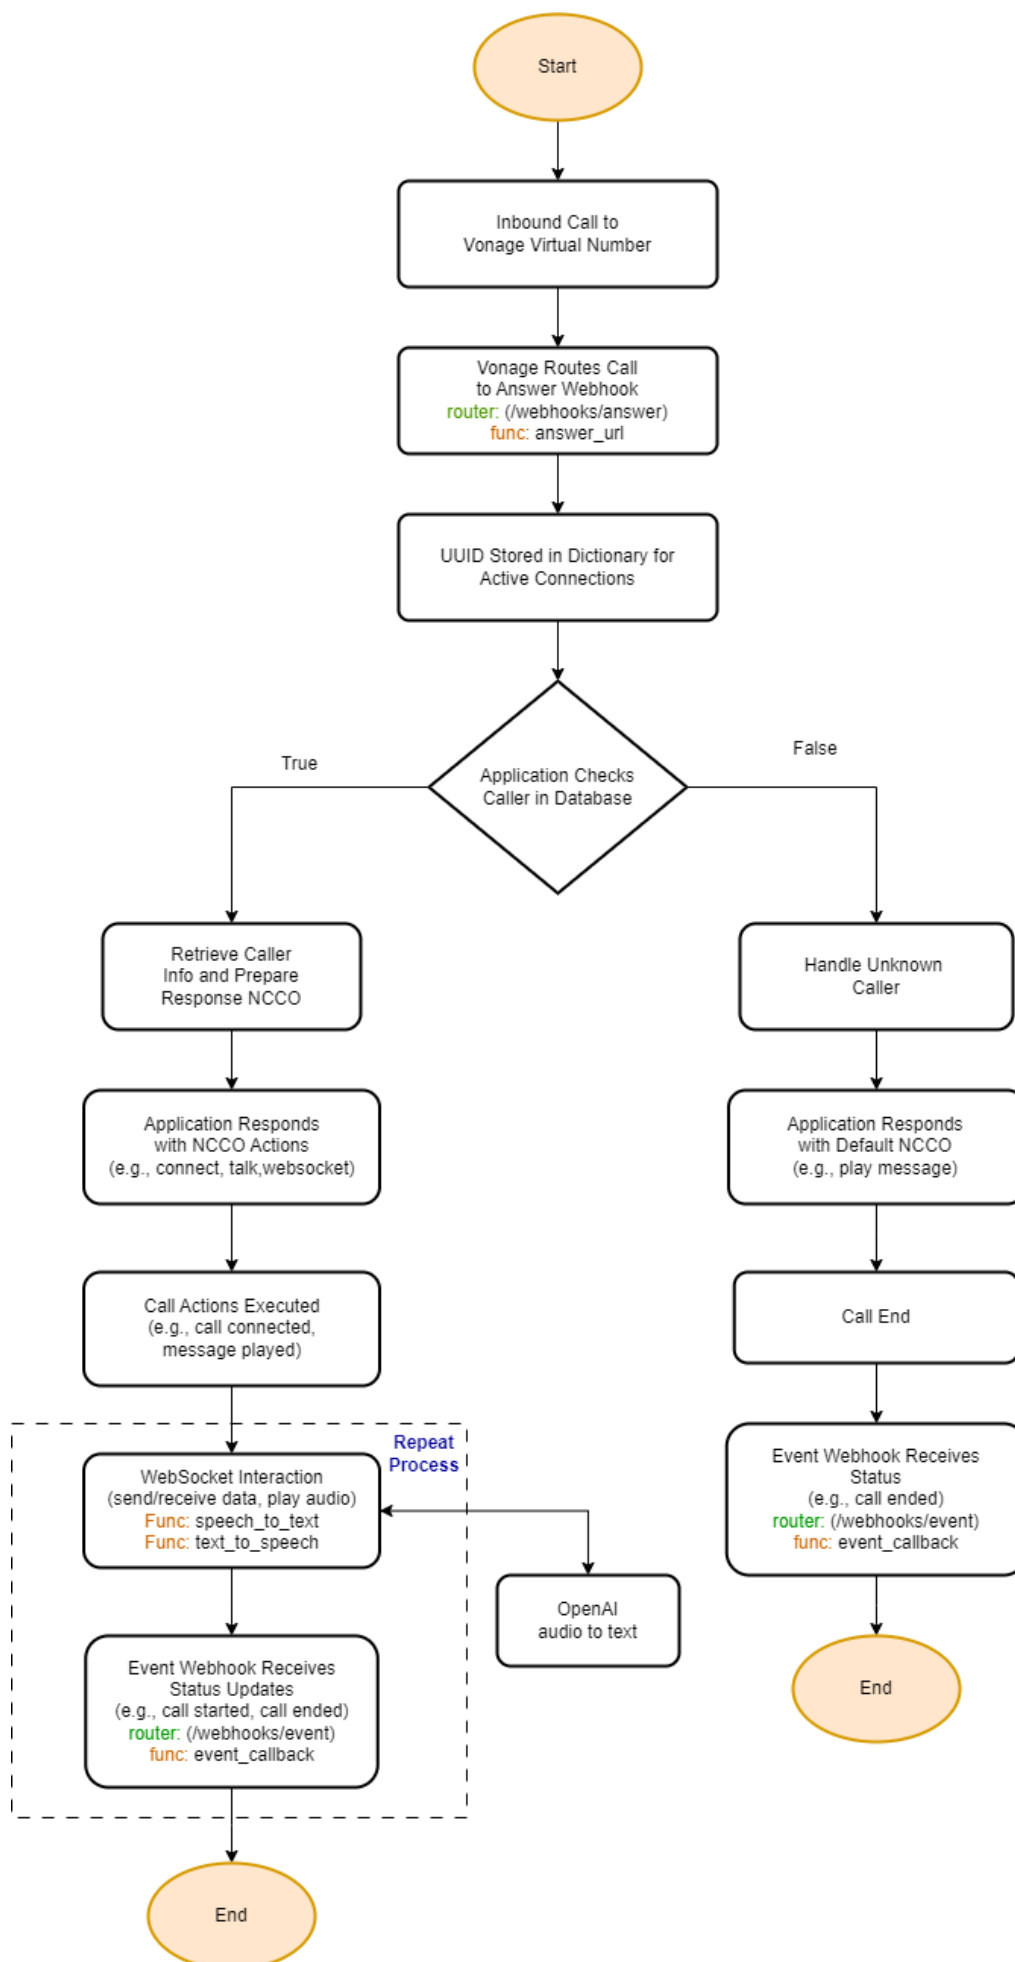 Start
Inbound Call to
Vonage Virtual Number
Vonage Routes Call
to Answer Webhook
router: (/webhooks/answer)
func: answer_url
UUID Stored in Dictionary for
Active Connections
Application Checks
Caller in Database
True
False
Retrieve Caller
Info and Prepare
Response NCCO
Application Responds
with NCCO Actions
(e.g., connect, talk,websocket)
Call Actions Executed
(e.g., call connected,
message played)
Repeat
Process
WebSocket Interaction
(send/receive data, play audio)
Func: speech_to_text
Func: text_to_speech
OpenAI
audio to text
Event Webhook Receives
Status Updates
(e.g., call started, call ended)
router: (/webhooks/event)
func: event_callback
End
Handle Unknown
Caller
Application Responds
with Default NCCO
(e.g., play message)
Call End
Event Webhook Receives
Status
(e.g., call ended)
router: (/webhooks/event)
func: event_callback
End